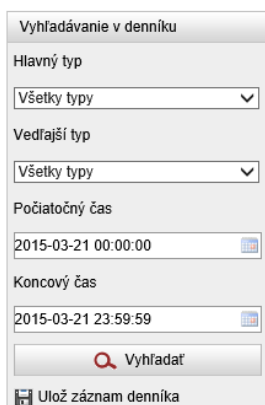 Vyhľadávanie v denníku
Hlavný typ
Všetky typy
Vedľajší typ
Všetky typy
Počiatočný čas
2015-03-21 00:00:00
Koncový čas
2015-03-21 23:59:59
Vyhľadať
Ulož záznam denníka